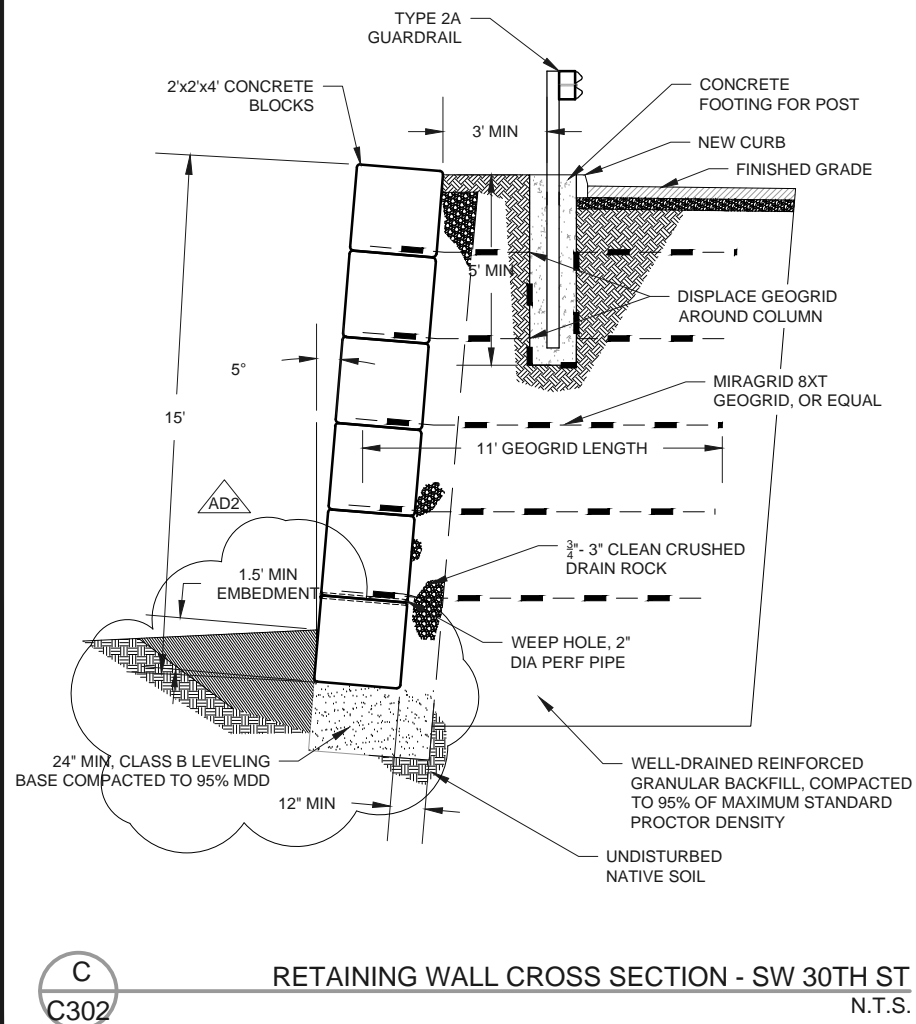 TYPE 2A
GUARDRAIL
2'x2'x4' CONCRETE
BLOCKS
CONCRETE
FOOTING FOR POST
3' MIN
NEW CURB
FINISHED GRADE
5' MIN
DISPLACE GEOGRID
AROUND COLUMN
5°
MIRAGRID 8XT
GEOGRID, OR EQUAL
15'
11' GEOGRID LENGTH
AD2
3/4"- 3" CLEAN CRUSHED
DRAIN ROCK
1.5' MIN
EMBEDMENT
WEEP HOLE, 2"
DIA PERF PIPE
24" MIN, CLASS B LEVELING
BASE COMPACTED TO 95% MDD
WELL-DRAINED REINFORCED
GRANULAR BACKFILL, COMPACTED
TO 95% OF MAXIMUM STANDARD
PROCTOR DENSITY
12" MIN
UNDISTURBED
NATIVE SOIL
C
C302
RETAINING WALL CROSS SECTION - SW 30TH ST
N.T.S.